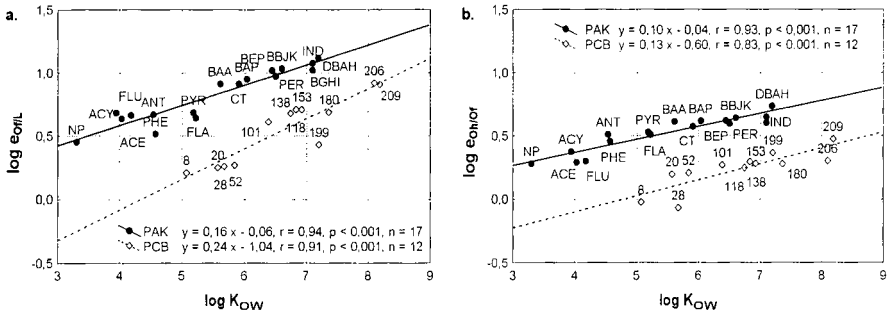 a.
log e Of/L
1,5
1,0
0,5
0,0
-0,5
3
4
5
6
7
8
9
log K OW
NP
ACY
FLU
ACE
PHE
ANT
PYR
FLA
BAA
BAP
CT
BEP
BBJK
PER
IND
DBAH
BGHI
8
20
28
52
101
138
153
118
180
199
206
209
PAK y = 0,16 x - 0,06, r = 0,94, p < 0,001, n = 17
PCB y = 0,24 x - 1,04, r = 0,91, p < 0,001, n = 12
b.
log e Oh/Of
1,5
1,0
0,5
0,0
-0,5
3
4
5
6
7
8
9
log K OW
PAK y = 0,10 x - 0,04, r = 0,93, p < 0,001, n = 17
PCB y = 0,13 x - 0,60, r = 0,83, p < 0,001, n = 12
NP
ACY
ACE
FLU
ANT
PHE
PYR
FLA
BAA
BAP
CT
BEP
BBJK
PER
DBAH
IND
8
20
28
52
101
118
153
138
199
180
206
209